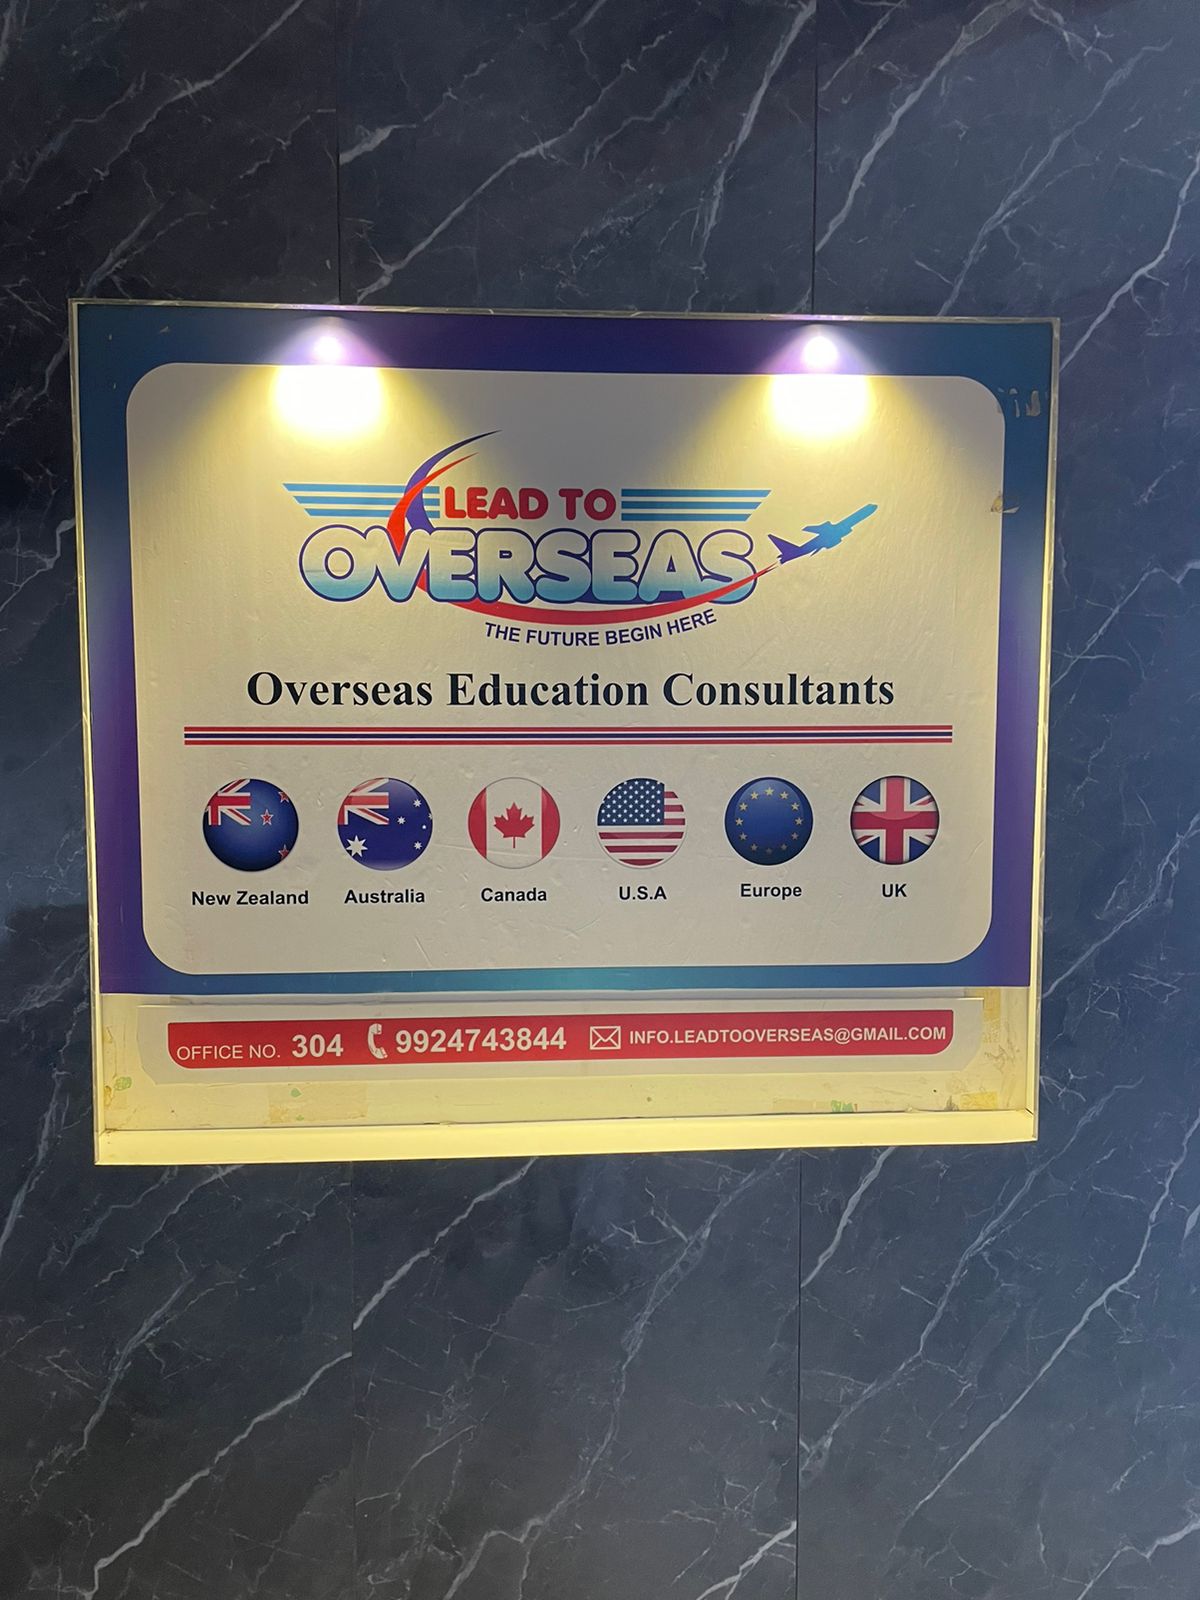 LEAD TO
OVERSEAS
THE FUTURE BEGIN HERE
Overseas Education Consultants
New Zealand Australia Canada U.S.A Europe UK
OFFICE NO. 304 9924743844 INFO.LEADTOOVERSEAS@GMAIL.COM